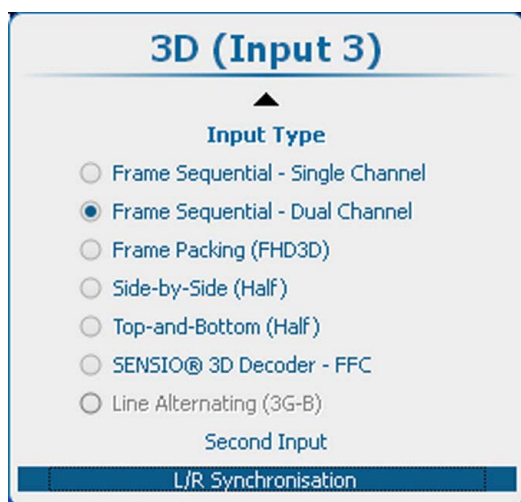 3D (Input 3)
Input Type
Frame Sequential - Single Channel
Frame Sequential - Dual Channel
Frame Packing (FHD3D)
Side-by-Side (Half)
Top-and-Bottom (Half)
SENSIO® 3D Decoder - FFC
Line Alternating (3G-B)
Second Input
L/R Synchronisation